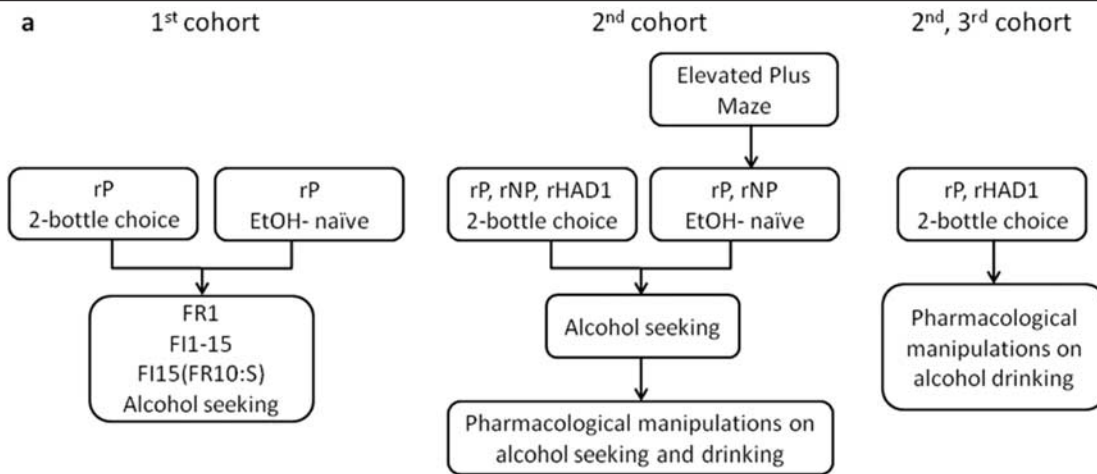 a
1st cohort
2nd cohort
2nd, 3rd cohort
Elevated Plus
Maze
rP
2-bottle choice
rP
EtOH- naïve
rP, rNP, rHAD1
2-bottle choice
rP, rNP
EtOH- naïve
rP, rHAD1
2-bottle choice
FR1
FI1-15
FI15(FR10:S)
Alcohol seeking
Alcohol seeking
Pharmacological
manipulations on
alcohol drinking
Pharmacological manipulations on
alcohol seeking and drinking